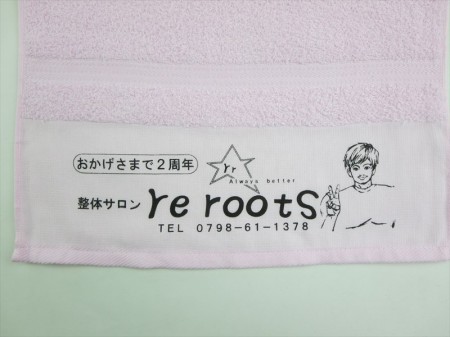 おかげさまで2周年
yr
Always better
整体サロン re rootS
TEL 0798-61-1378